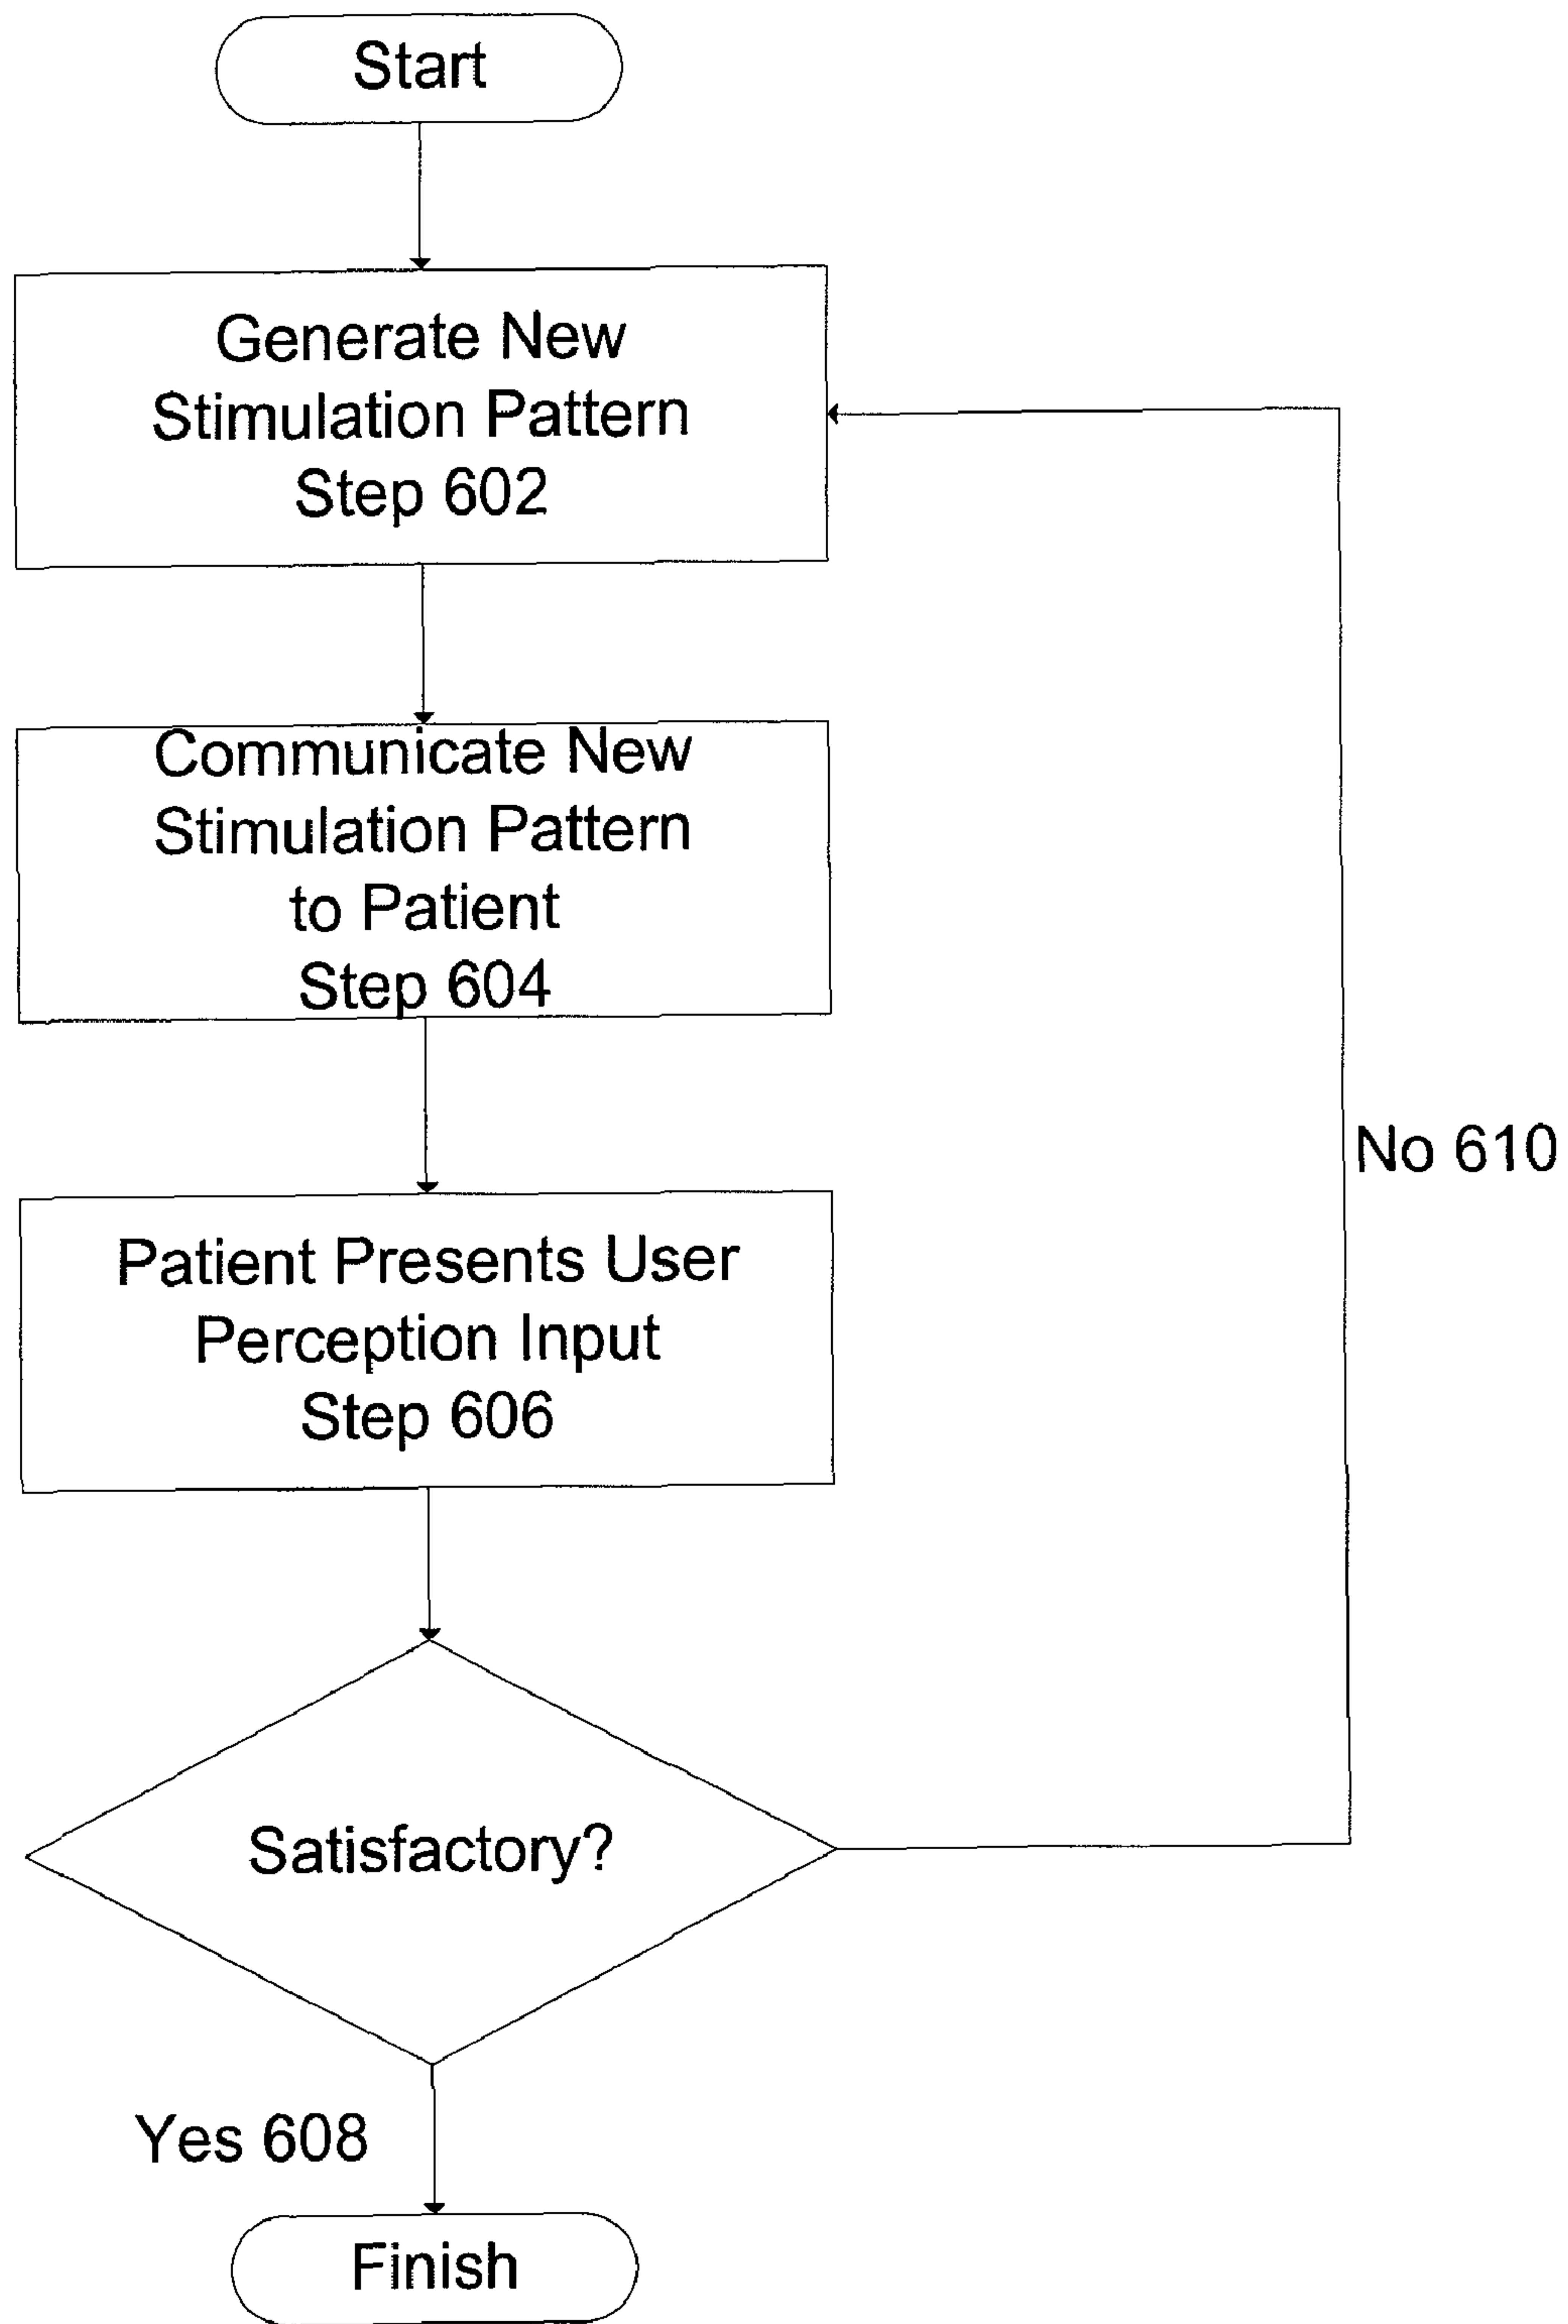 Start
Generate New
Stimulation Pattern
Step 602
Communicate New
Stimulation Pattern
to Patient
Step 604
No 610
Patient Presents User
Perception Input
Step 606
Satisfactory?
Yes 608
Finish